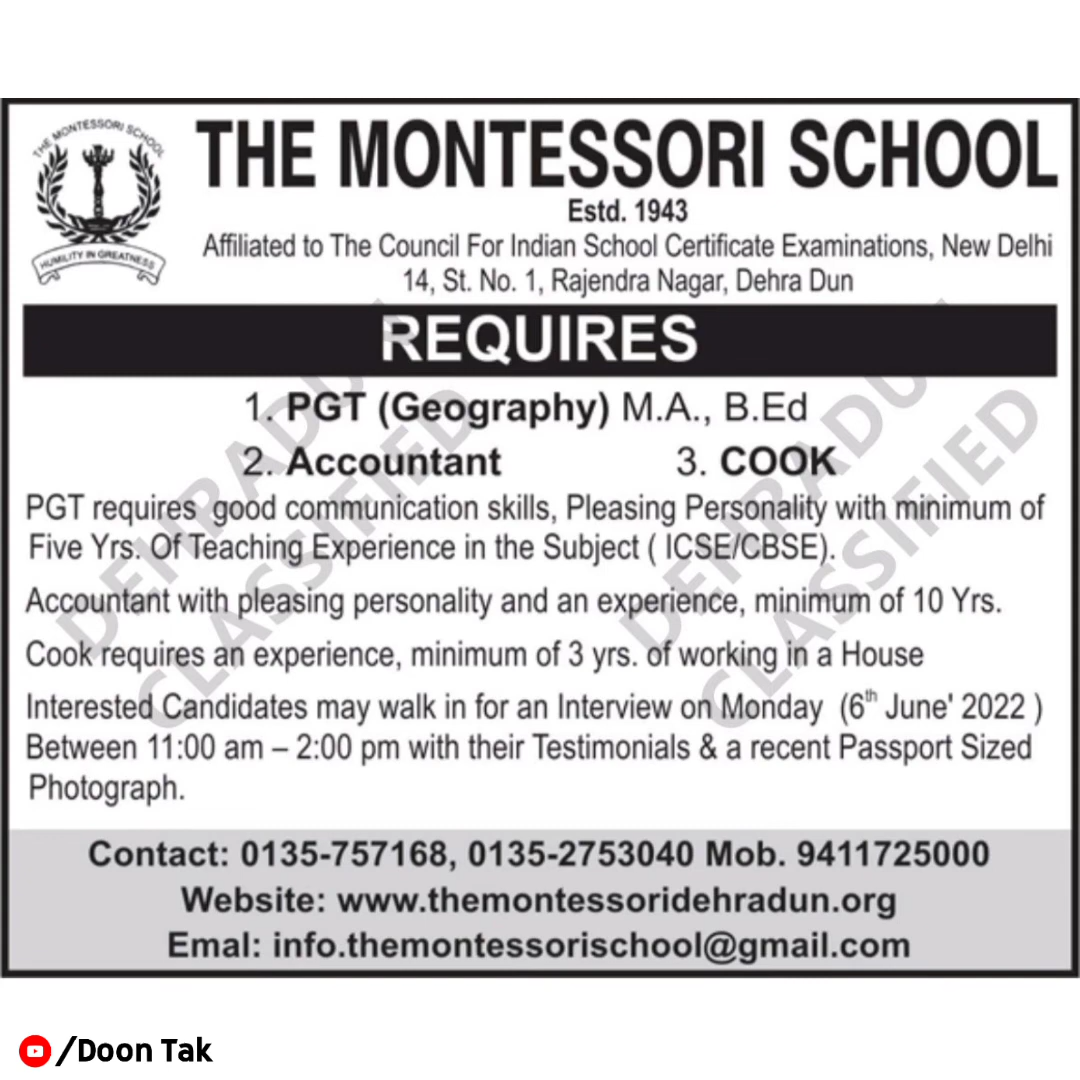 THE MONTESSORI SCHOOL
HUMILITY IN GREATNESS
THE MONTESSORI SCHOOL
Estd. 1943
Affiliated to The Council For Indian School Certificate Examinations, New Delhi
14, St. No. 1, Rajendra Nagar, Dehra Dun
REQUIRES
1. PGT (Geography) M.A., B.Ed
2. Accountant 3. COOK
PGT requires good communication skills, Pleasing Personality with minimum of
Five Yrs. Of Teaching Experience in the Subject ( ICSE/CBSE).
Accountant with pleasing personality and an experience, minimum of 10 Yrs.
Cook requires an experience, minimum of 3 yrs. of working in a House
Interested Candidates may walk in for an Interview on Monday (6th June' 2022 )
Between 11:00 am – 2:00 pm with their Testimonials & a recent Passport Sized
Photograph.
Contact: 0135-757168, 0135-2753040 Mob. 9411725000
Website: www.themontessoridehradun.org
Emal: info.themontessorischool@gmail.com
DEHRADUN
CLASSIFIED
DEHRADUN
CLASSIFIED
/Doon Tak